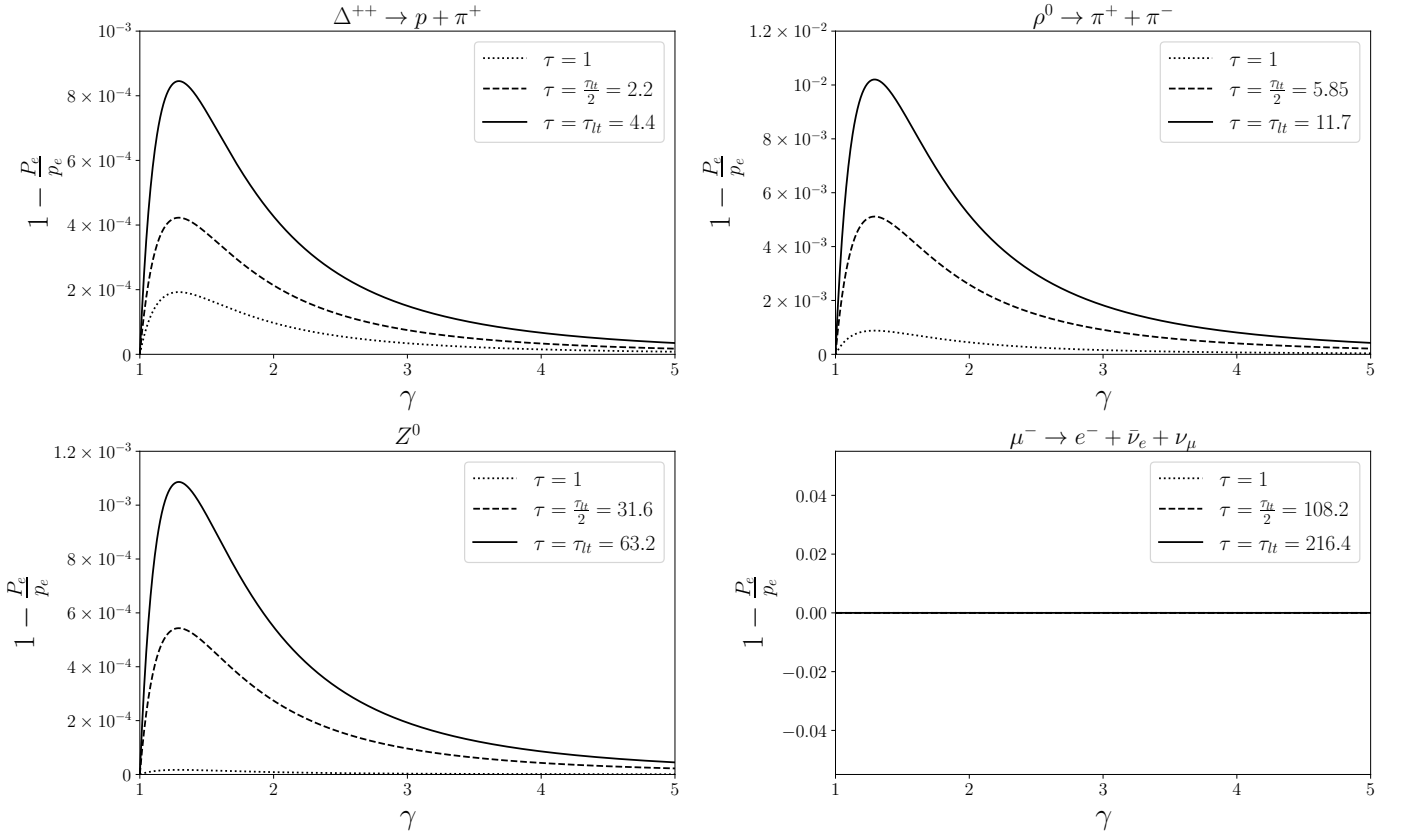 Δ⁺⁺ → p + π⁺
10⁻³
8 × 10⁻⁴
6 × 10⁻⁴
4 × 10⁻⁴
2 × 10⁻⁴
0
1 − Pₑ/pₑ
τ = 1
τ = τₗₜ/2 = 2.2
τ = τₗₜ = 4.4
1 2 3 4 5
γ
ρ⁰ → π⁺ + π⁻
1.2 × 10⁻²
10⁻²
8 × 10⁻³
6 × 10⁻³
4 × 10⁻³
2 × 10⁻³
0
1 − Pₑ/pₑ
τ = 1
τ = τₗₜ/2 = 5.85
τ = τₗₜ = 11.7
1 2 3 4 5
γ
Z⁰
1.2 × 10⁻³
10⁻³
8 × 10⁻⁴
6 × 10⁻⁴
4 × 10⁻⁴
2 × 10⁻⁴
0
1 − Pₑ/pₑ
τ = 1
τ = τₗₜ/2 = 31.6
τ = τₗₜ = 63.2
1 2 3 4 5
γ
μ⁻ → e⁻ + ν̄ₑ + ν_μ
0.04
0.02
0.00
−0.02
−0.04
1 − Pₑ/pₑ
τ = 1
τ = τₗₜ/2 = 108.2
τ = τₗₜ = 216.4
1 2 3 4 5
γ